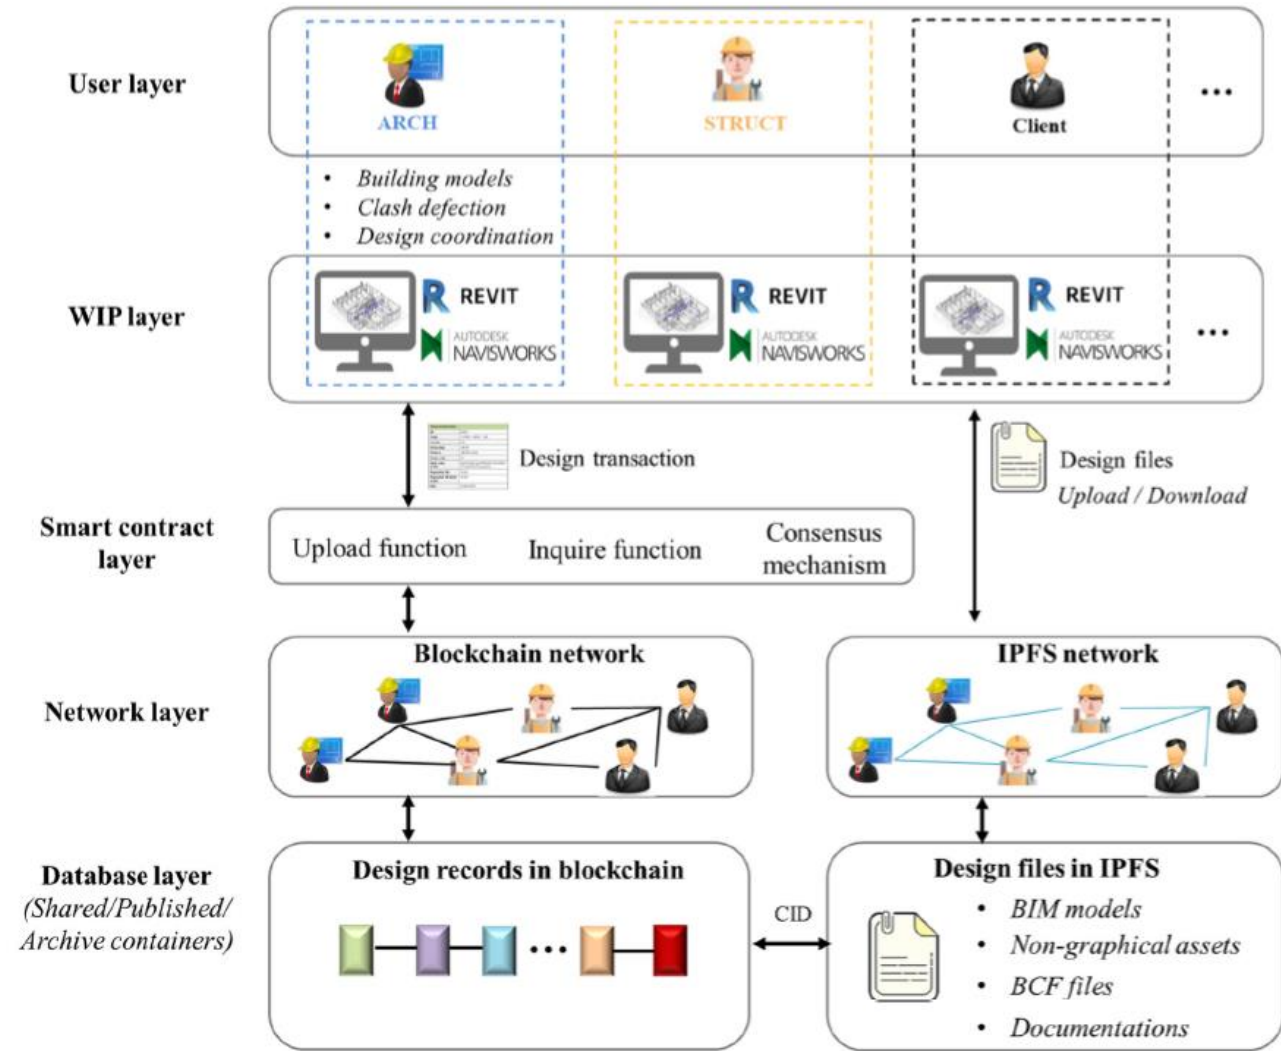 User layer
ARCH
STRUCT
Client
...
• Building models
• Clash defection
• Design coordination
WIP layer
REVIT
AUTODESK
NAVISWORKS
REVIT
AUTODESK
NAVISWORKS
REVIT
AUTODESK
NAVISWORKS
...
Design transaction
Design files
Upload / Download
Smart contract
layer
Upload function
Inquire function
Consensus
mechanism
Network layer
Blockchain network
IPFS network
Database layer
(Shared/Published/
Archive containers)
Design records in blockchain
...
CID
Design files in IPFS
• BIM models
• Non-graphical assets
• BCF files
• Documentations